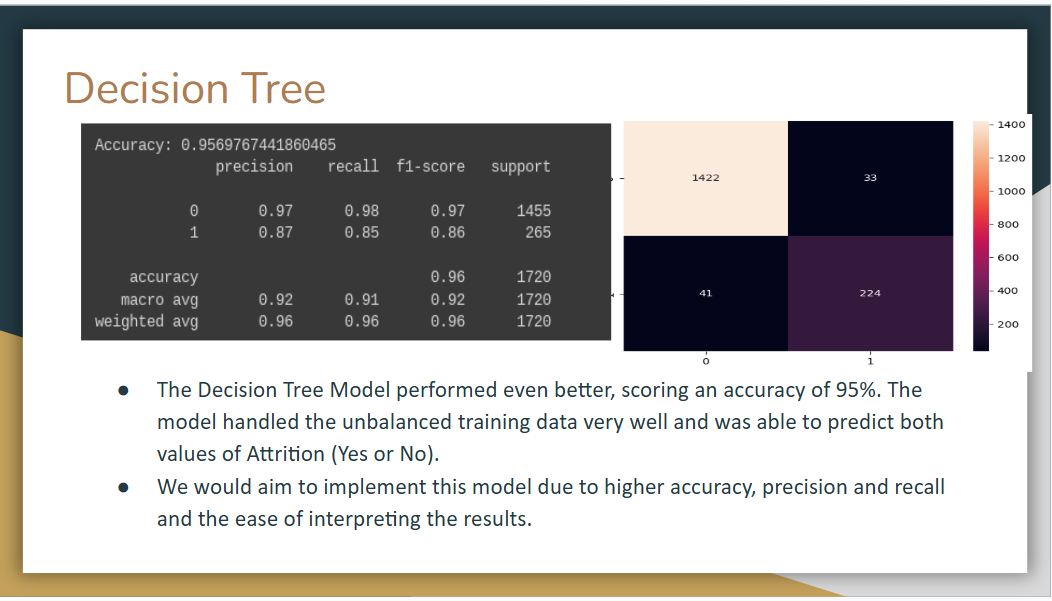 Decision Tree
Accuracy: 0.9569767441860465
precision recall f1-score support
0 0.97 0.98 0.97 1455
1 0.87 0.85 0.86 265
accuracy 0.96 1720
macro avg 0.92 0.91 0.92 1720
weighted avg 0.96 0.96 0.96 1720
1422 33
41 224
0 1
1400
1200
1000
800
600
400
200
● The Decision Tree Model performed even better, scoring an accuracy of 95%. The
model handled the unbalanced training data very well and was able to predict both
values of Attrition (Yes or No).
● We would aim to implement this model due to higher accuracy, precision and recall
and the ease of interpreting the results.